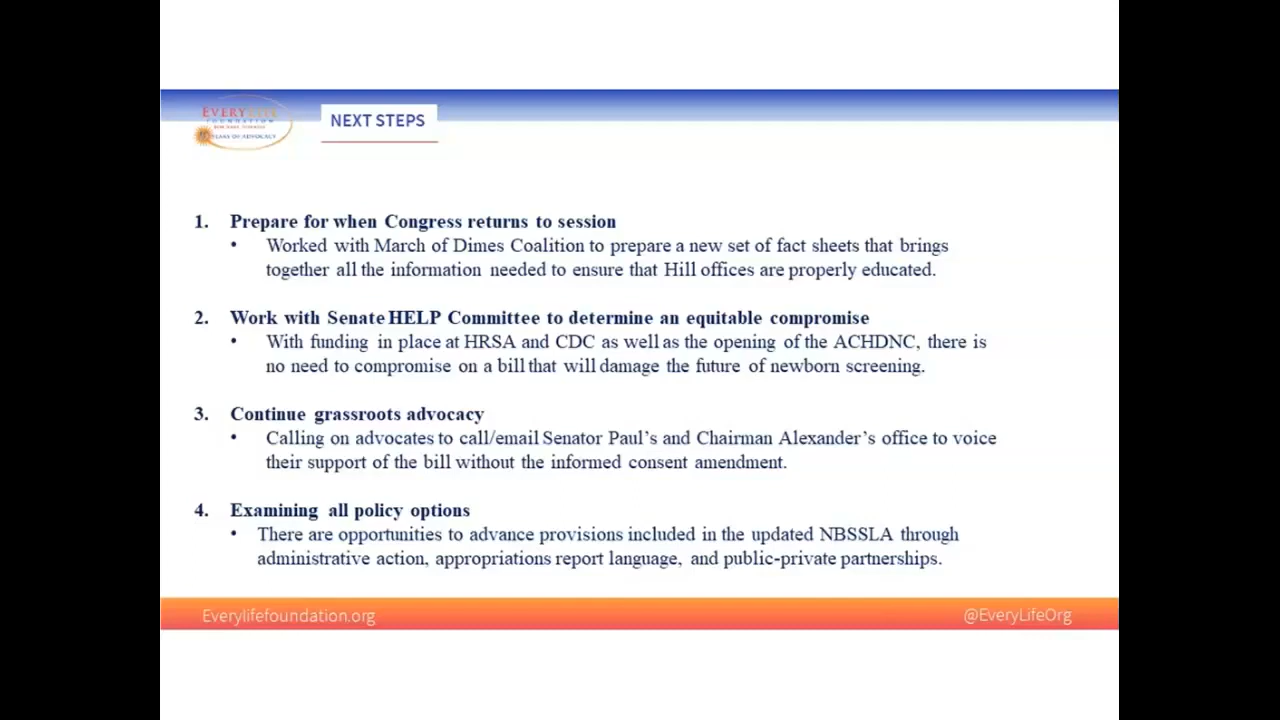 EVERYLIFE
FOUNDATION
YEARS OF ADVOCACY
NEXT STEPS
1. Prepare for when Congress returns to session
• Worked with March of Dimes Coalition to prepare a new set of fact sheets that brings
together all the information needed to ensure that Hill offices are properly educated.
2. Work with Senate HELP Committee to determine an equitable compromise
• With funding in place at HRSA and CDC as well as the opening of the ACHDNC, there is
no need to compromise on a bill that will damage the future of newborn screening.
3. Continue grassroots advocacy
• Calling on advocates to call/email Senator Paul's and Chairman Alexander's office to voice
their support of the bill without the informed consent amendment.
4. Examining all policy options
• There are opportunities to advance provisions included in the updated NBSSLA through
administrative action, appropriations report language, and public-private partnerships.
Everylifefoundation.org
@EveryLifeOrg